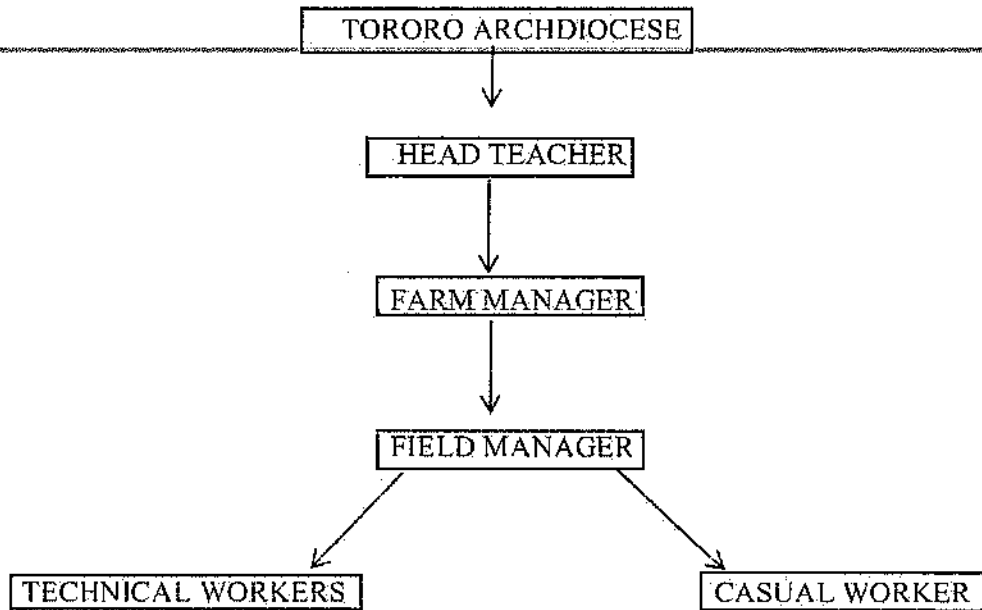 TORORO ARCHDIOCESE
HEAD TEACHER
FARM MANAGER
FIELD MANAGER
TECHNICAL WORKERS
CASUAL WORKER